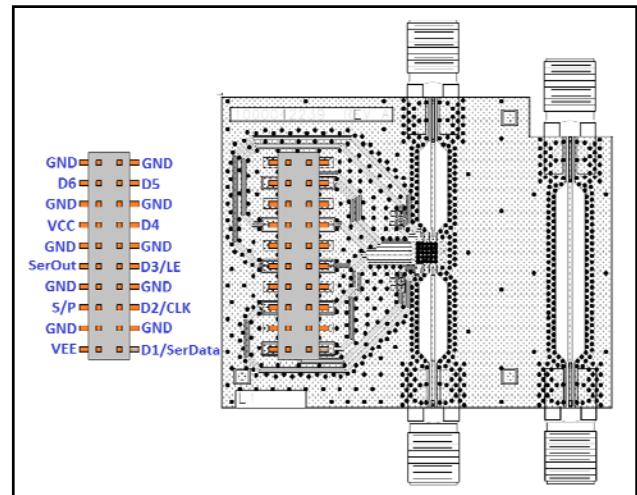 GND GND
D6 D5
GND GND
VCC D4
GND GND
SerOut D3/LE
GND GND
S/P D2/CLK
GND GND
VEE D1/SerData